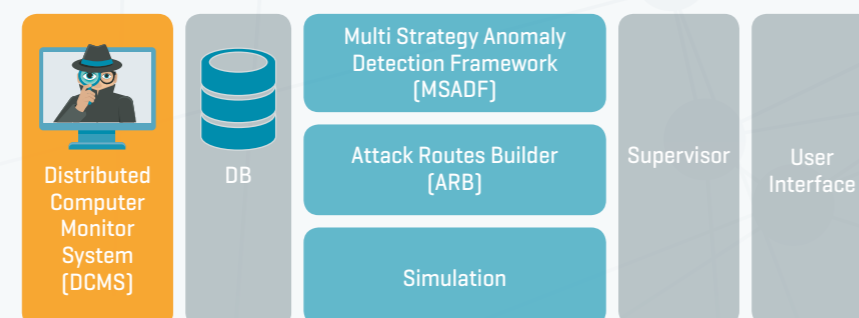 Distributed
Computer
Monitor
System
(DCMS)
DB
Multi Strategy Anomaly
Detection Framework
(MSADF)
Attack Routes Builder
(ARB)
Simulation
Supervisor
User
Interface